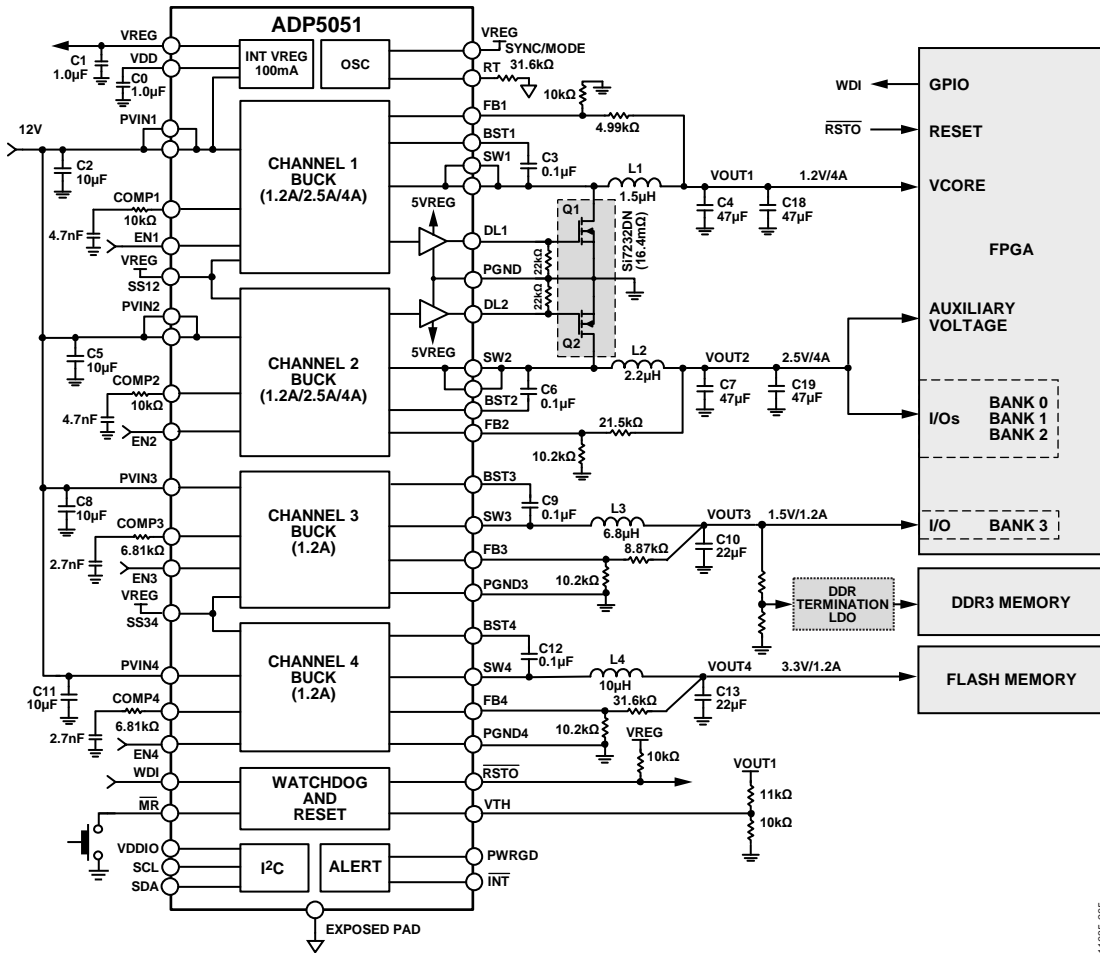 ADP5051
VREG
C1
1.0µF
VDD
C0
1.0µF
INT VREG
100mA
OSC
VREG
SYNC/MODE
RT
31.6kΩ
12V
PVIN1
C2
10µF
COMP1
10kΩ
4.7nF
EN1
CHANNEL 1
BUCK
(1.2A/2.5A/4A)
5VREG
FB1
10kΩ
4.99kΩ
BST1
C3
0.1µF
SW1
L1
1.5µH
VOUT1
1.2V/4A
C4
47µF
C18
47µF
Q1
DL1
22kΩ
PGND
22kΩ
DL2
Q2
Si7232DN
(16.4mΩ)
VREG
SS12
PVIN2
C5
10µF
COMP2
10kΩ
4.7nF
EN2
CHANNEL 2
BUCK
(1.2A/2.5A/4A)
5VREG
SW2
L2
2.2µH
VOUT2
2.5V/4A
C6
0.1µF
BST2
C7
47µF
C19
47µF
FB2
21.5kΩ
10.2kΩ
PVIN3
C8
10µF
COMP3
6.81kΩ
2.7nF
EN3
VREG
SS34
CHANNEL 3
BUCK
(1.2A)
BST3
C9
0.1µF
SW3
L3
6.8µH
VOUT3
1.5V/1.2A
C10
22µF
FB3
8.87kΩ
10.2kΩ
PGND3
PVIN4
C11
10µF
COMP4
6.81kΩ
2.7nF
EN4
CHANNEL 4
BUCK
(1.2A)
BST4
C12
0.1µF
SW4
L4
10µH
VOUT4
3.3V/1.2A
C13
22µF
FB4
31.6kΩ
10.2kΩ
PGND4
VREG
10kΩ
WDI
MR
WATCHDOG
AND
RESET
RSTO
VTH
VOUT1
11kΩ
10kΩ
VDDIO
SCL
SDA
I²C
ALERT
PWRGD
INT
EXPOSED PAD
WDI
GPIO
RSTO
RESET
VCORE
FPGA
AUXILIARY
VOLTAGE
I/Os
BANK 0
BANK 1
BANK 2
I/O
BANK 3
DDR
TERMINATION
LDO
DDR3 MEMORY
FLASH MEMORY